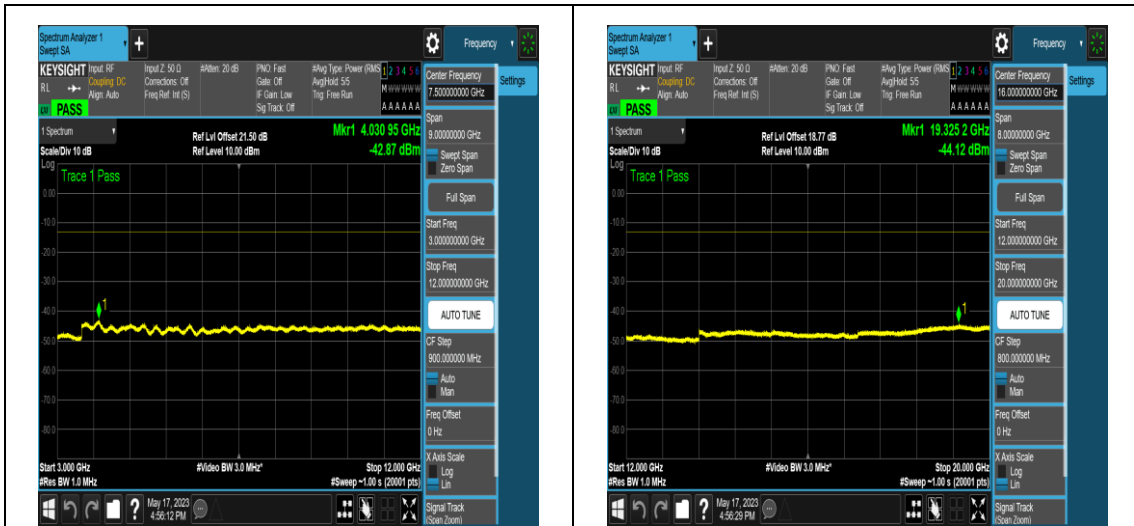 Spectrum Analyzer 1
Swept SA
+
Frequency
KEYSIGHT
RL
Input: RF
Coupling: DC
Align: Auto
Input Z: 50 Ω
Corrections: Off
Freq Ref: Int (S)
#Atten: 20 dB
PNO: Fast
Gate: Off
IF Gain: Low
Sig Track: Off
#Avg Type: Power (RMS
Avg|Hold: 5/5
Trig: Free Run
1 2 3 4 5 6
M W W W W W
A A A A A A
PASS
1 Spectrum
Scale/Div 10 dB
Ref Lvl Offset 21.50 dB
Ref Level 10.00 dBm
Mkr1 4.030 95 GHz
-42.87 dBm
Log
Trace 1 Pass
0.00
-10.0
-20.0
-30.0
-40.0
-50.0
-60.0
-70.0
-80.0
1
Start 3.000 GHz
#Res BW 1.0 MHz
#Video BW 3.0 MHz*
Stop 12.000 GHz
#Sweep ~1.00 s (20001 pts)
May 17, 2023
4:56:12 PM
Center Frequency
7.500000000 GHz
Settings
Span
9.00000000 GHz
Swept Span
Zero Span
Full Span
Start Freq
3.000000000 GHz
Stop Freq
12.000000000 GHz
AUTO TUNE
CF Step
900.000000 MHz
Auto
Man
Freq Offset
0 Hz
X Axis Scale
Log
Lin
Signal Track
(Span Zoom)
Spectrum Analyzer 1
Swept SA
+
Frequency
KEYSIGHT
RL
Input: RF
Coupling: DC
Align: Auto
Input Z: 50 Ω
Corrections: Off
Freq Ref: Int (S)
#Atten: 20 dB
PNO: Fast
Gate: Off
IF Gain: Low
Sig Track: Off
#Avg Type: Power (RMS
Avg|Hold: 5/5
Trig: Free Run
1 2 3 4 5 6
M W W W W W
A A A A A A
PASS
1 Spectrum
Scale/Div 10 dB
Ref Lvl Offset 18.77 dB
Ref Level 10.00 dBm
Mkr1 19.325 2 GHz
-44.12 dBm
Log
Trace 1 Pass
0.00
-10.0
-20.0
-30.0
-40.0
-50.0
-60.0
-70.0
-80.0
1
Start 12.000 GHz
#Res BW 1.0 MHz
#Video BW 3.0 MHz*
Stop 20.000 GHz
#Sweep ~1.00 s (20001 pts)
May 17, 2023
4:56:29 PM
Center Frequency
16.000000000 GHz
Settings
Span
8.00000000 GHz
Swept Span
Zero Span
Full Span
Start Freq
12.000000000 GHz
Stop Freq
20.000000000 GHz
AUTO TUNE
CF Step
800.000000 MHz
Auto
Man
Freq Offset
0 Hz
X Axis Scale
Log
Lin
Signal Track
(Span Zoom)